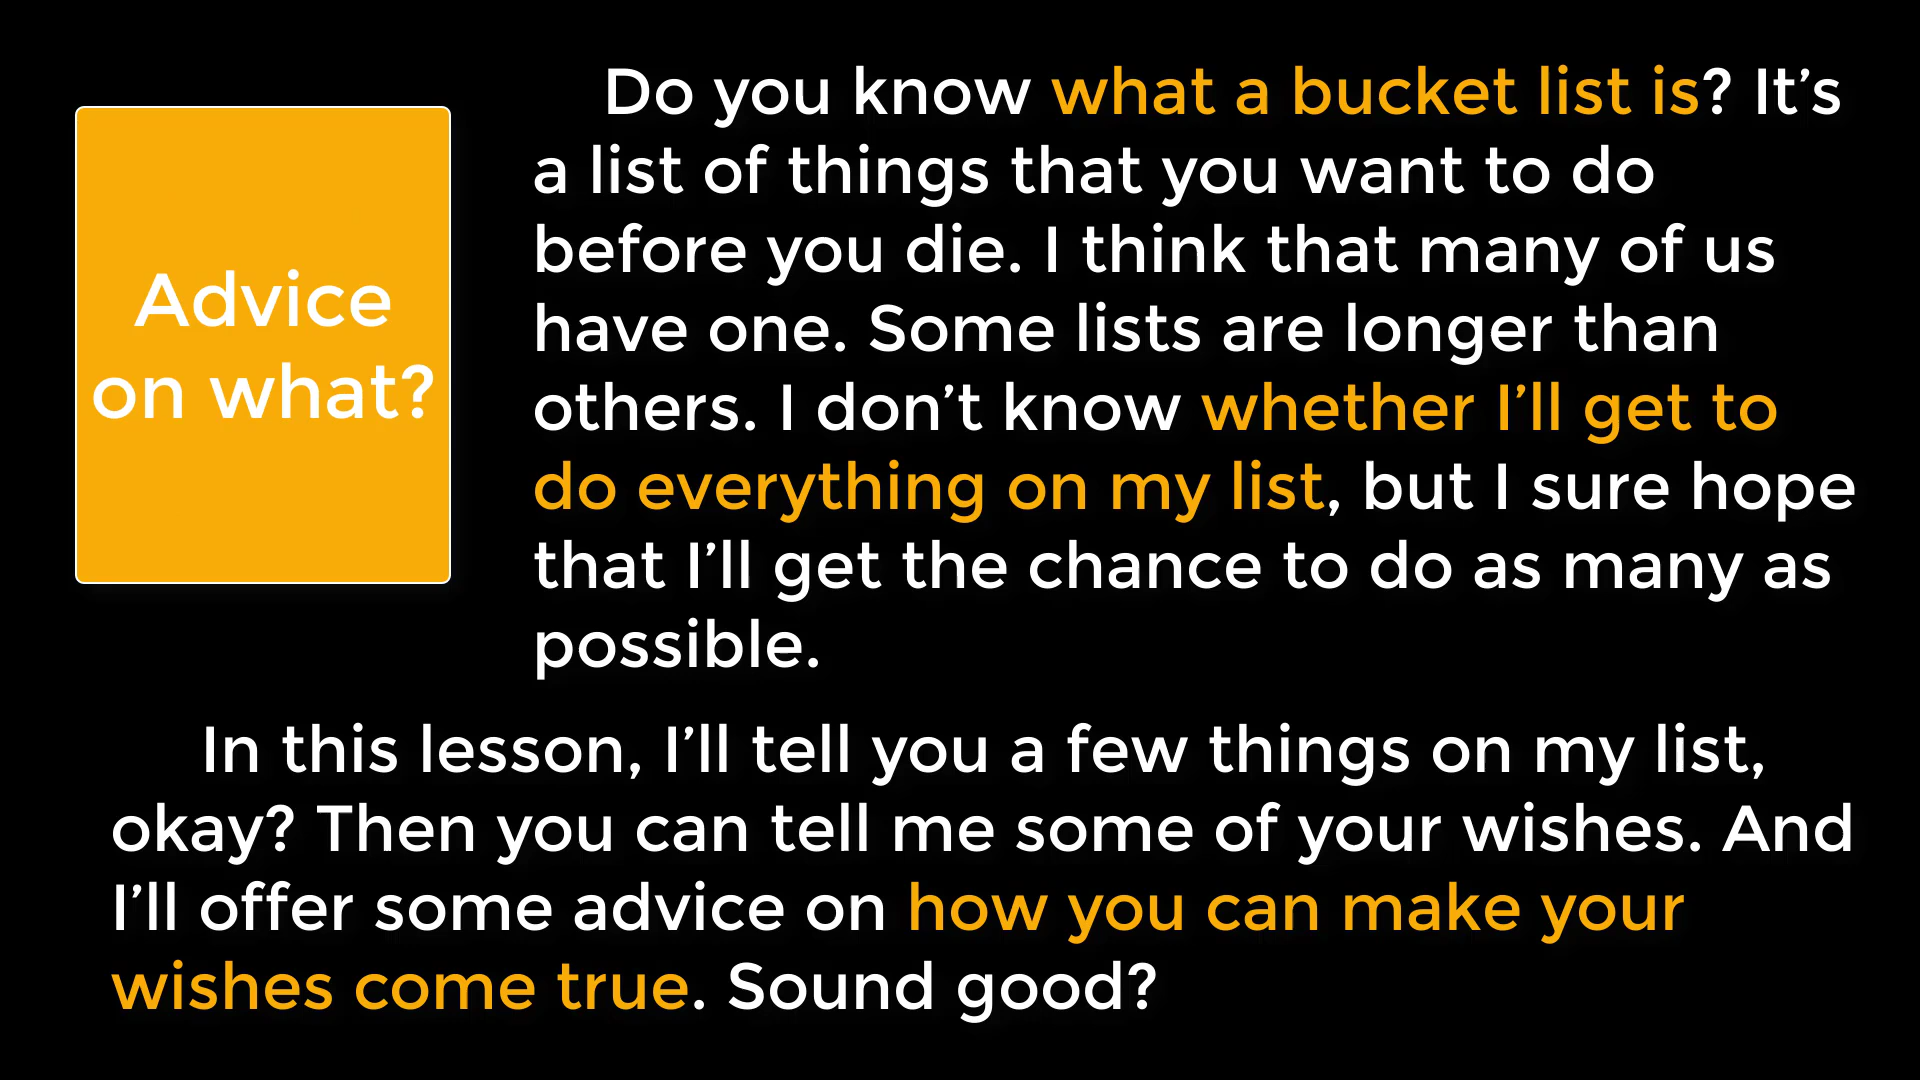 Advice
on what?
Do you know what a bucket list is? It’s
a list of things that you want to do
before you die. I think that many of us
have one. Some lists are longer than
others. I don’t know whether I’ll get to
do everything on my list, but I sure hope
that I’ll get the chance to do as many as
possible.
In this lesson, I’ll tell you a few things on my list,
okay? Then you can tell me some of your wishes. And
I’ll offer some advice on how you can make your
wishes come true. Sound good?